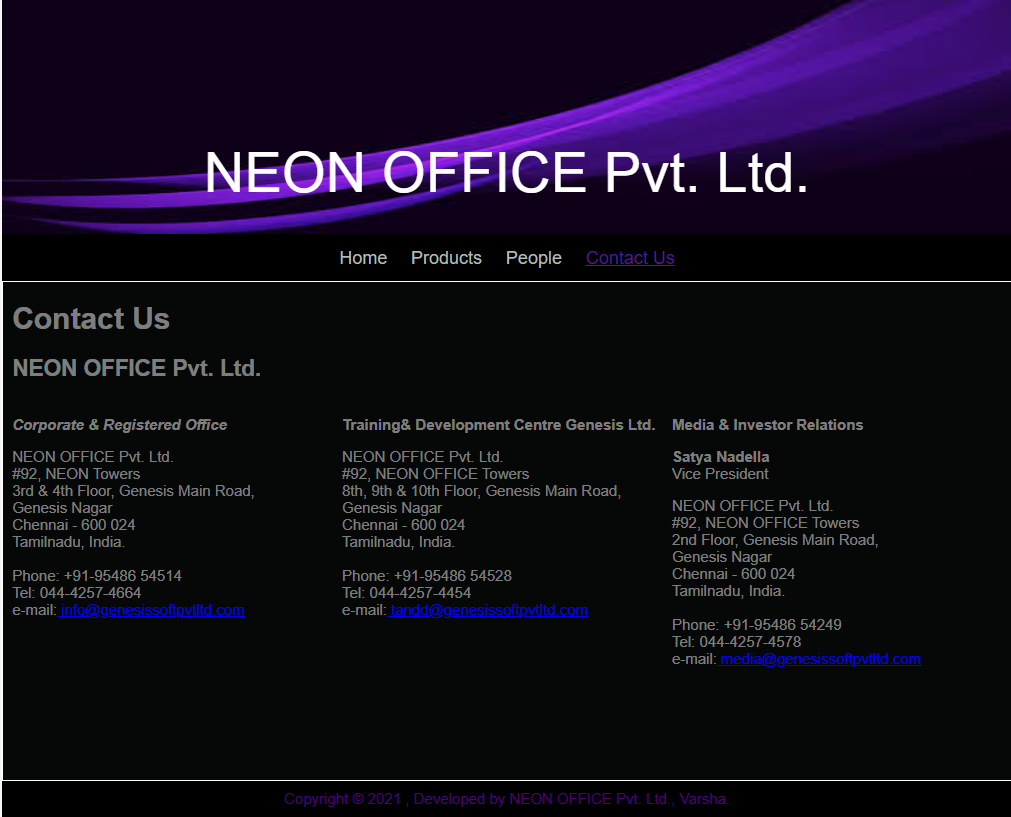 NEON OFFICE Pvt. Ltd.
Home Products People Contact Us
Contact Us
NEON OFFICE Pvt. Ltd.
Corporate & Registered Office
NEON OFFICE Pvt. Ltd.
#92, NEON Towers
3rd & 4th Floor, Genesis Main Road,
Genesis Nagar
Chennai - 600 024
Tamilnadu, India.
Phone: +91-95486 54514
Tel: 044-4257-4664
e-mail: info@genesissoftpvtltd.com
Training& Development Centre Genesis Ltd.
NEON OFFICE Pvt. Ltd.
#92, NEON OFFICE Towers
8th, 9th & 10th Floor, Genesis Main Road,
Genesis Nagar
Chennai - 600 024
Tamilnadu, India.
Phone: +91-95486 54528
Tel: 044-4257-4454
e-mail: tandd@genesissoftpvtltd.com
Media & Investor Relations
Satya Nadella
Vice President
NEON OFFICE Pvt. Ltd.
#92, NEON OFFICE Towers
2nd Floor, Genesis Main Road,
Genesis Nagar
Chennai - 600 024
Tamilnadu, India.
Phone: +91-95486 54249
Tel: 044-4257-4578
e-mail: media@genesissoftpvtltd.com
Copyright © 2021 , Developed by NEON OFFICE Pvt. Ltd., Varsha.